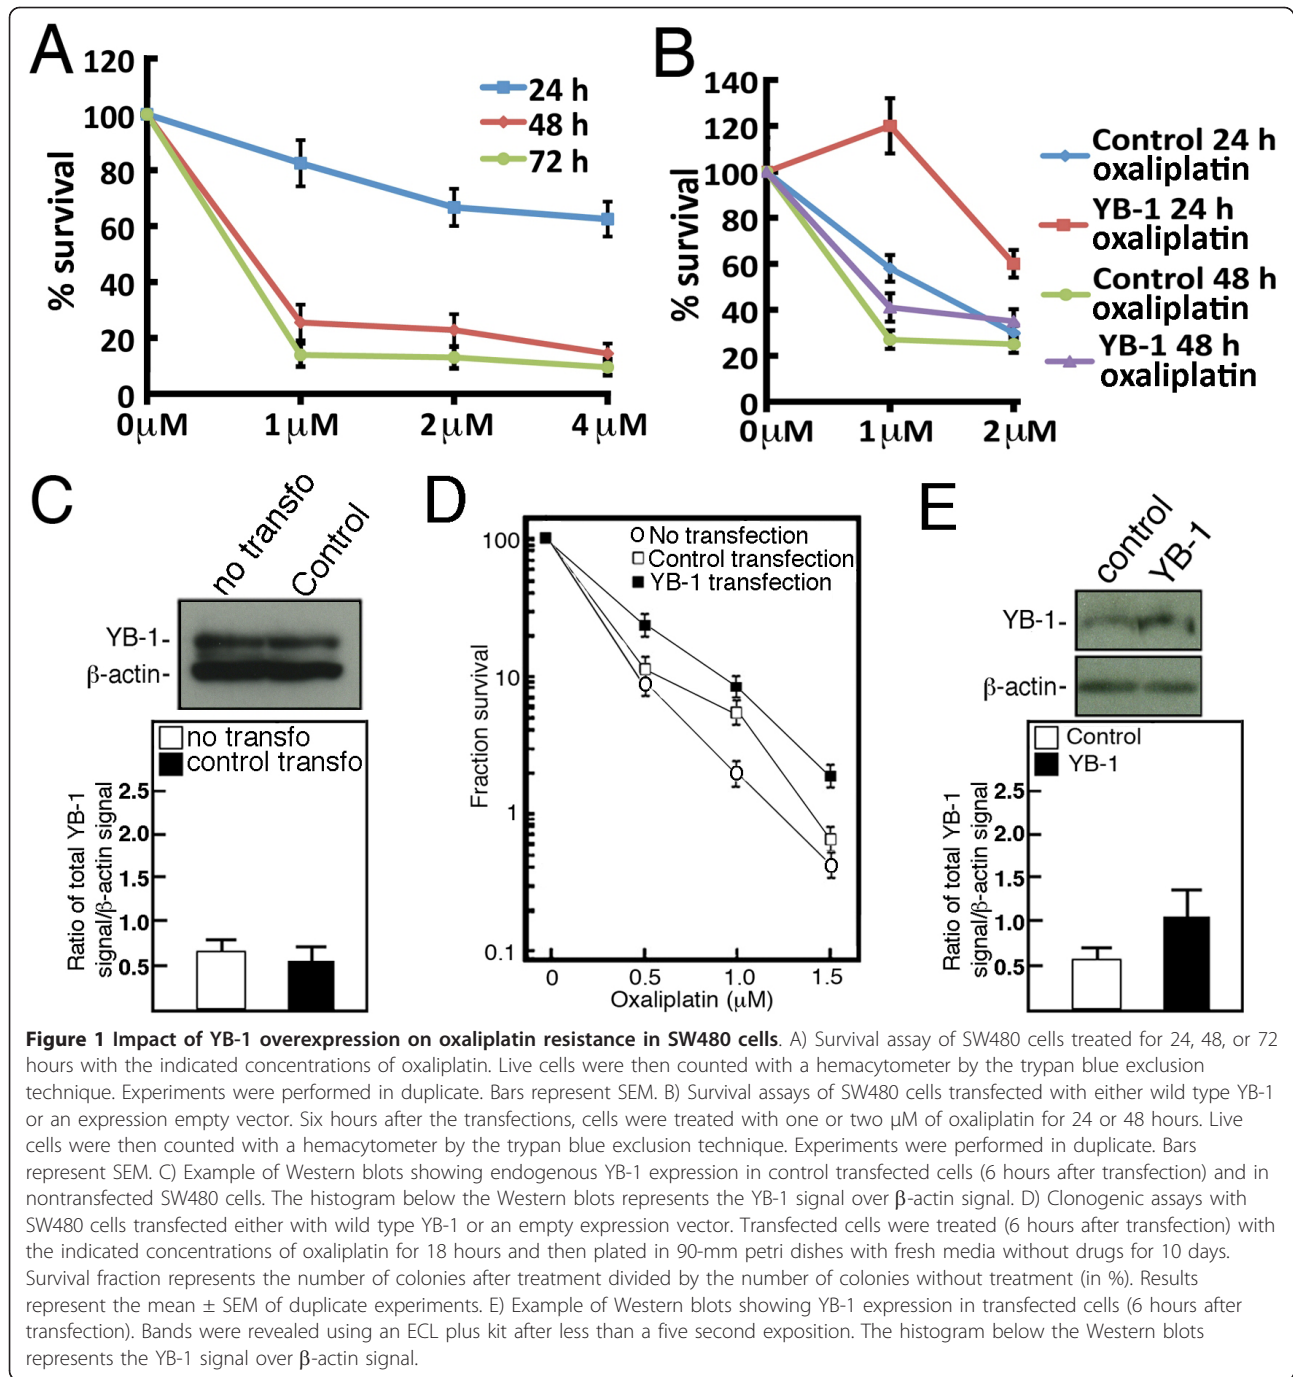 A
120
100
80
60
40
20
0
% survival
24 h
48 h
72 h
0µM
1µM
2µM
4µM
B
140
120
100
80
60
40
20
0
% survival
Control 24 h
oxaliplatin
YB-1 24 h
oxaliplatin
Control 48 h
oxaliplatin
YB-1 48 h
oxaliplatin
0µM
1µM
2µM
C
no transfo
Control
YB-1-
β-actin-
no transfo
control transfo
2.5
2.0
1.5
1.0
0.5
Ratio of total YB-1
signal/β-actin signal
D
No transfection
Control transfection
YB-1 transfection
100
10
1
0.1
Fraction survival
0
0.5
1.0
1.5
Oxaliplatin (µM)
E
control
YB-1
YB-1-
β-actin-
Control
YB-1
2.5
2.0
1.5
1.0
0.5
Ratio of total YB-1
signal/β-actin signal
Figure 1 Impact of YB-1 overexpression on oxaliplatin resistance in SW480 cells. A) Survival assay of SW480 cells treated for 24, 48, or 72
hours with the indicated concentrations of oxaliplatin. Live cells were then counted with a hemacytometer by the trypan blue exclusion
technique. Experiments were performed in duplicate. Bars represent SEM. B) Survival assays of SW480 cells transfected with either wild type YB-1
or an expression empty vector. Six hours after the transfections, cells were treated with one or two µM of oxaliplatin for 24 or 48 hours. Live
cells were then counted with a hemacytometer by the trypan blue exclusion technique. Experiments were performed in duplicate. Bars
represent SEM. C) Example of Western blots showing endogenous YB-1 expression in control transfected cells (6 hours after transfection) and in
nontransfected SW480 cells. The histogram below the Western blots represents the YB-1 signal over β-actin signal. D) Clonogenic assays with
SW480 cells transfected either with wild type YB-1 or an empty expression vector. Transfected cells were treated (6 hours after transfection) with
the indicated concentrations of oxaliplatin for 18 hours and then plated in 90-mm petri dishes with fresh media without drugs for 10 days.
Survival fraction represents the number of colonies after treatment divided by the number of colonies without treatment (in %). Results
represent the mean ± SEM of duplicate experiments. E) Example of Western blots showing YB-1 expression in transfected cells (6 hours after
transfection). Bands were revealed using an ECL plus kit after less than a five second exposition. The histogram below the Western blots
represents the YB-1 signal over β-actin signal.